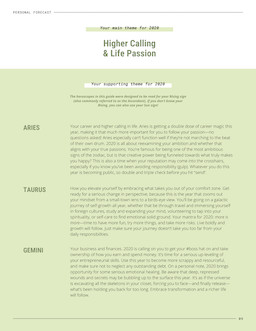 PERSONAL FORECAST
Your main theme for 2020
Higher Calling
& Life Passion
Your supporting theme for 2020
The horoscopes in this guide were designed to be read for your Rising sign
(also commonly referred to as the Ascendant). If you don't know your
Rising, you can also use your Sun sign!
ARIES
Your career and higher calling in life, Aries is getting a double dose of career magic this
year, making it that much more important for you to follow your passion—no
questions asked! Aries especially can't function well if they're not marching to the beat
of their own drum. 2020 is all about reexamining your ambition and whether that
aligns with your true passions. You're famous for being one of the most ambitious
signs of the zodiac, but is that creative power being funneled towards what truly makes
you happy? This is also a time when your reputation may come into the crosshairs,
especially if you know you've been avoiding responsibility (gulp). Whatever you do this
year is becoming public, so double and triple check before you hit "send".
TAURUS
How you elevate yourself by embracing what takes you out of your comfort zone. Get
ready for a serious change in perspective, because this is the year that zooms out
your mindset from a small-town lens to a birds-eye view. You'll be going on a gigantic
journey of self growth all year, whether that be through travel and immersing yourself
in foreign cultures, study and expanding your mind, volunteering to tap into your
spirituality, or self-care to find emotional solid ground. Your mantra for 2020: more is
more—time to have more fun, try more things, and take more risks. Your buddy and
growth will follow. Just make sure your journey doesn't take you too far from your
daily responsibilities.
GEMINI
Your business and finances. 2020 is calling on you to get your #boss hat on and take
ownership of how you earn and spend money. It's time for a serious up-leveling of
your entrepreneurial skills. Use this year to become more scrappy and resourceful,
and make sure not to neglect any outstanding debt. On a personal note, 2020 brings
opportunity for some serious emotional healing. Be aware that deep, repressed
wounds and secrets may be bubbling up to the surface this year. It's as if the universe
is excavating all the skeletons in your closet, forcing you to face—and finally release—
what's been holding you back for too long. Embrace transformation and a richer life
will follow.